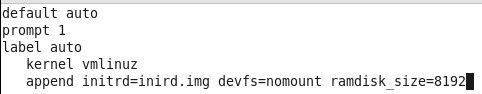 default auto
prompt 1
label auto
kernel vmlinuz
append initrd=inird.img devfs=nomount ramdisk_size=8192